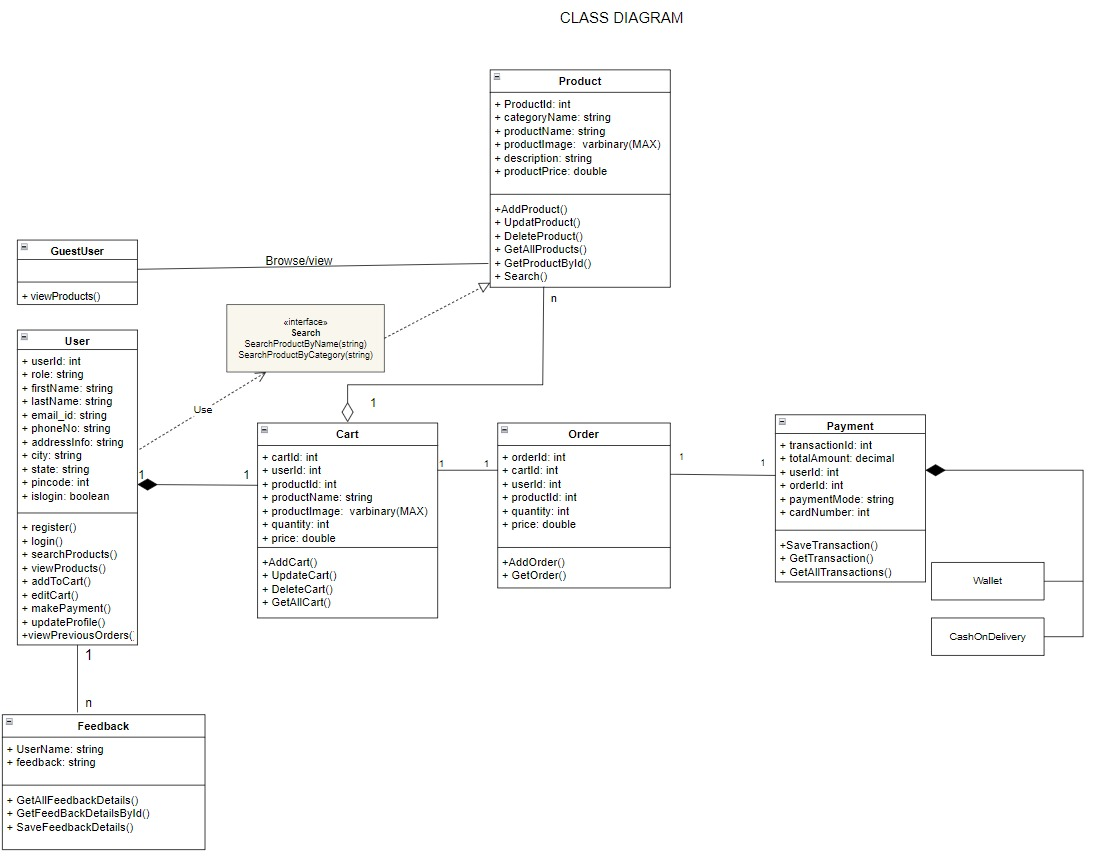 CLASS DIAGRAM
Product
+ ProductId: int
+ categoryName: string
+ productName: string
+ productImage: varbinary(MAX)
+ description: string
+ productPrice: double
+AddProduct()
+ UpdatProduct()
+ DeleteProduct()
+ GetAllProducts()
+ GetProductById()
+ Search()
n
GuestUser
+ viewProducts()
Browse/view
«interface»
Search
SearchProductByName(string)
SearchProductByCategory(string)
Use
User
+ userId: int
+ role: string
+ firstName: string
+ lastName: string
+ email_id: string
+ phoneNo: string
+ addressInfo: string
+ city: string
+ state: string
+ pincode: int
+ islogin: boolean
+ register()
+ login()
+ searchProducts()
+ viewProducts()
+ addToCart()
+ editCart()
+ makePayment()
+ updateProfile()
+viewPreviousOrders(
1
1
1
Cart
+ cartId: int
+ userId: int
+ productId: int
+ productName: string
+ productImage: varbinary(MAX)
+ quantity: int
+ price: double
+AddCart()
+ UpdateCart()
+ DeleteCart()
+ GetAllCart()
1
1
Order
+ orderId: int
+ cartId: int
+ userId: int
+ productId: int
+ quantity: int
+ price: double
+AddOrder()
+ GetOrder()
1
1
Payment
+ transactionId: int
+ totalAmount: decimal
+ userId: int
+ orderId: int
+ paymentMode: string
+ cardNumber: int
+SaveTransaction()
+ GetTransaction()
+ GetAllTransactions()
Wallet
CashOnDelivery
1
n
Feedback
+ UserName: string
+ feedback: string
+ GetAllFeedbackDetails()
+ GetFeedBackDetailsById()
+ SaveFeedbackDetails()